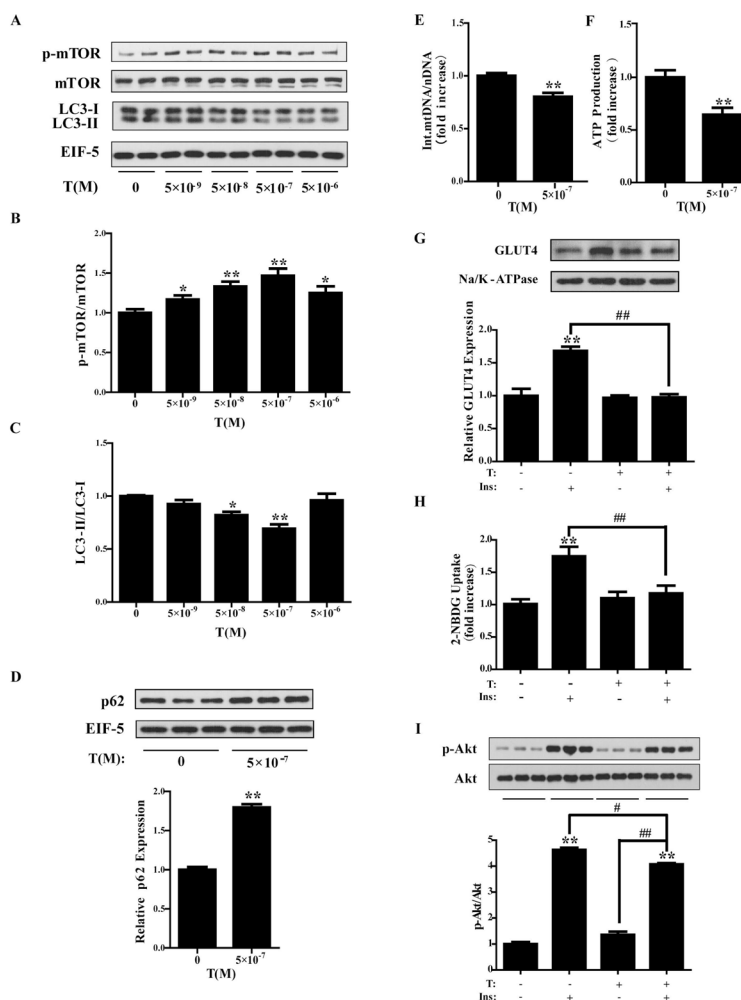 A
p-mTOR
mTOR
LC3-I
LC3-II
EIF-5
T(M) 0 5×10⁻⁹ 5×10⁻⁸ 5×10⁻⁷ 5×10⁻⁶
B
p-mTOR/mTOR
2.0
1.5
1.0
0.5
0.0
* ** ** *
0 5×10⁻⁹ 5×10⁻⁸ 5×10⁻⁷ 5×10⁻⁶
T(M)
C
LC3-II/LC3-I
1.5
1.0
0.5
0.0
* **
0 5×10⁻⁹ 5×10⁻⁸ 5×10⁻⁷ 5×10⁻⁶
T(M)
D
p62
EIF-5
T(M): 0 5×10⁻⁷
Relative p62 Expression
2.0
1.5
1.0
0.5
0.0
**
0 5×10⁻⁷
T(M)
E
Int.mtDNA/nDNA
(fold increase)
1.5
1.0
0.5
0.0
**
0 5×10⁻⁷
T(M)
F
ATP Production
(fold increase)
1.5
1.0
0.5
0.0
**
0 5×10⁻⁷
T(M)
G
GLUT4
Na/K-ATPase
Relative GLUT4 Expression
2.0
1.5
1.0
0.5
0.0
**
##
T: - - + +
Ins: - + - +
H
2-NBDG Uptake
(fold increase)
2.0
1.5
1.0
0.5
0.0
**
##
T: - - + +
Ins: - + - +
I
p-Akt
Akt
p-Akt/Akt
5
4
3
2
1
0
#
##
** **
T: - - + +
Ins: - + - +